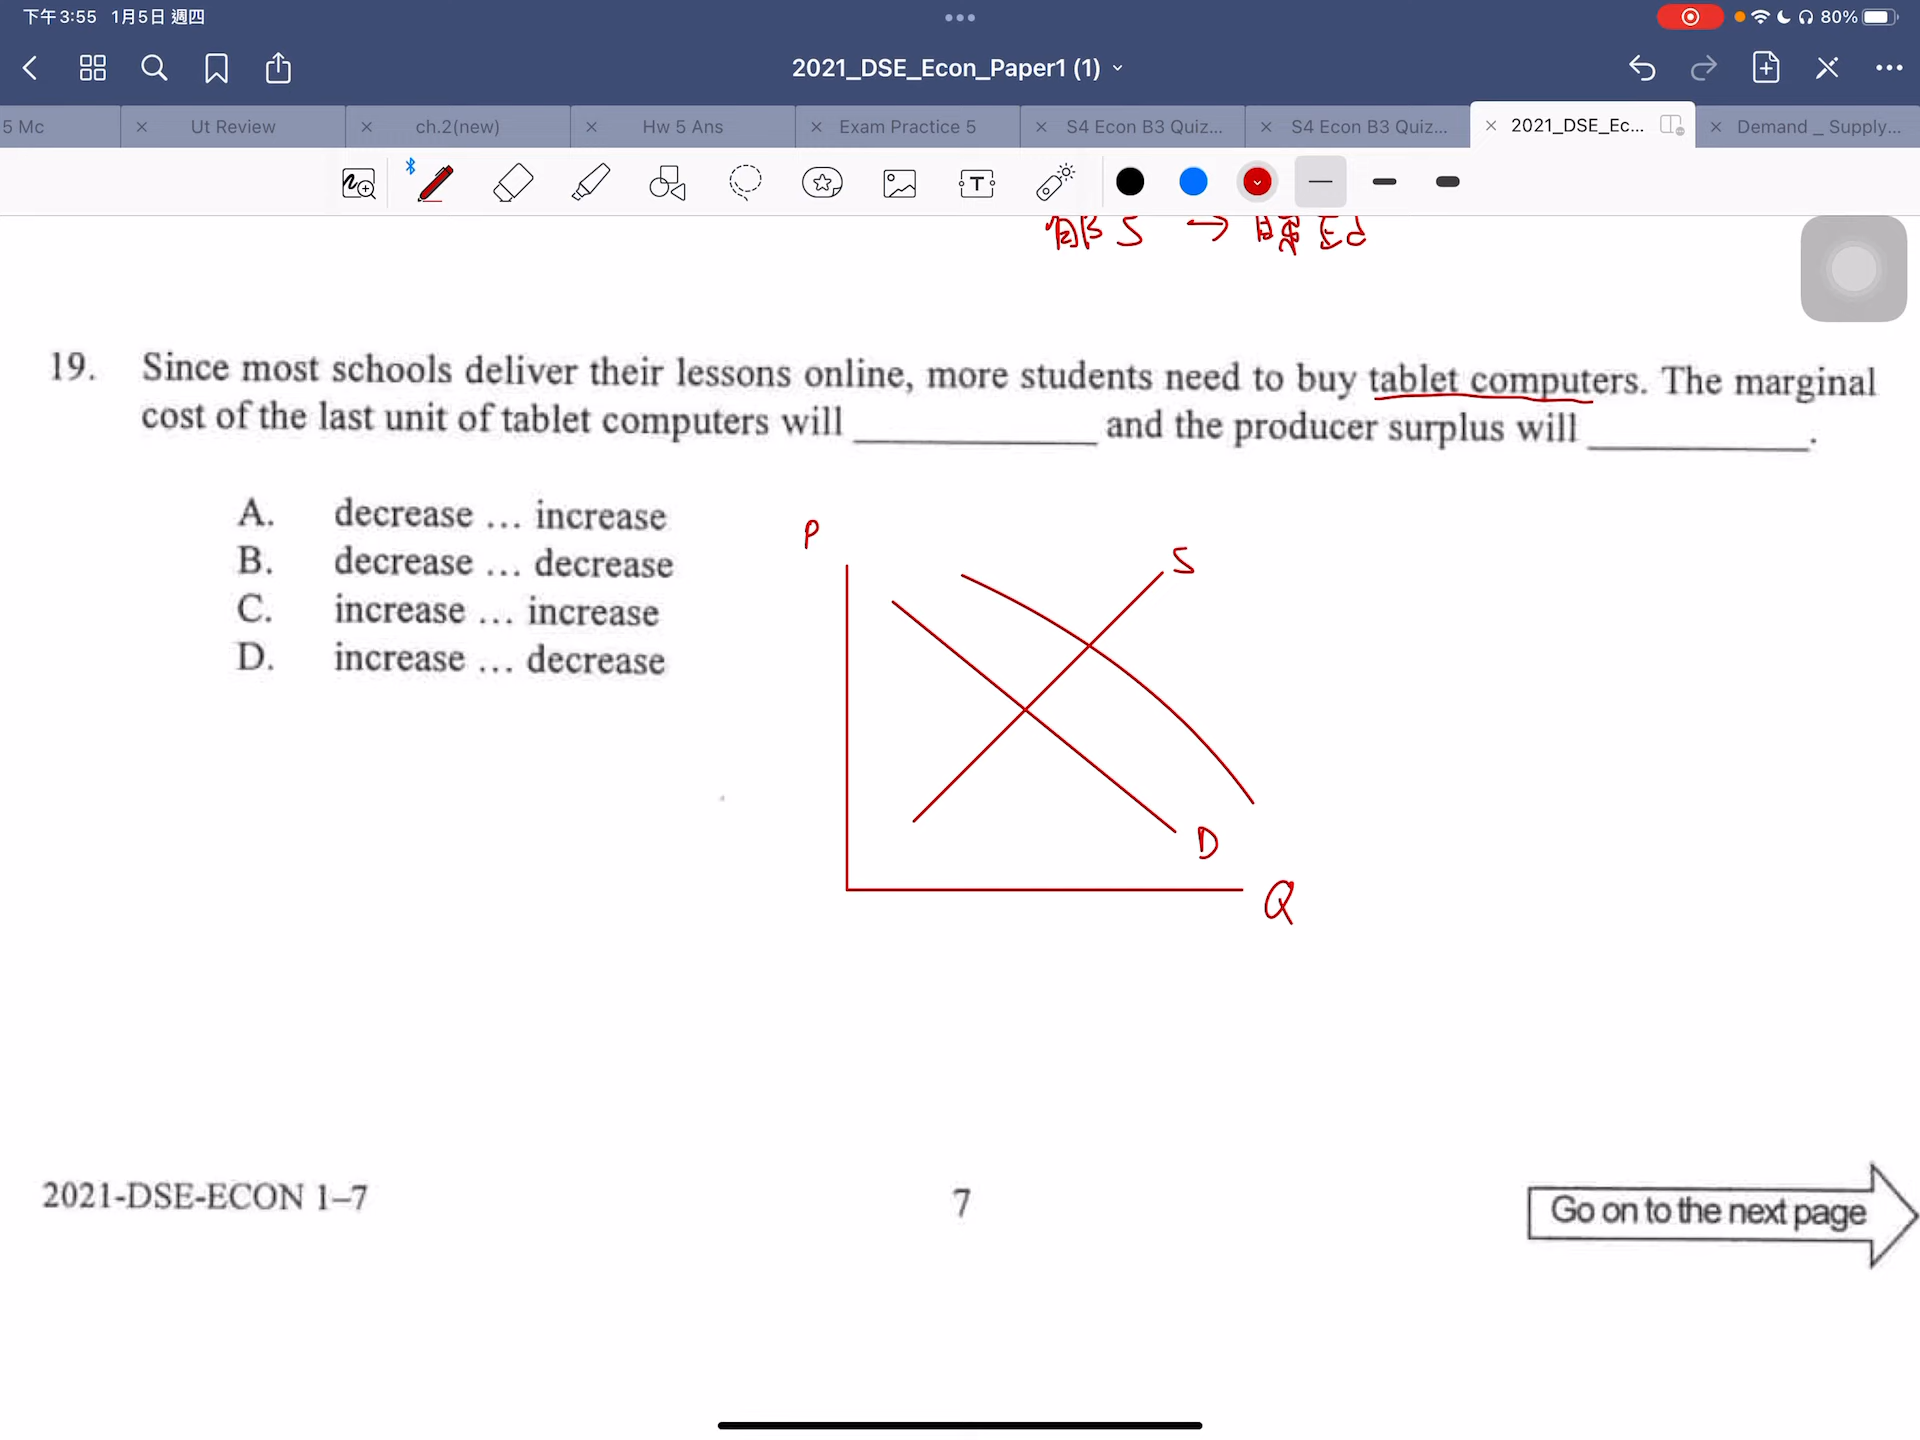 下午3:55 1月5日 週四
80%
2021_DSE_Econ_Paper1 (1)
5 Mc
Ut Review
ch.2(new)
Hw 5 Ans
Exam Practice 5
S4 Econ B3 Quiz...
S4 Econ B3 Quiz...
2021_DSE_Ec...
Demand _ Supply...
T
S → Ed
19. Since most schools deliver their lessons online, more students need to buy tablet computers. The marginal
cost of the last unit of tablet computers will ____________ and the producer surplus will ____________.
A. decrease … increase
B. decrease … decrease
C. increase … increase
D. increase … decrease
P
S
D
Q
2021-DSE-ECON 1–7
7
Go on to the next page